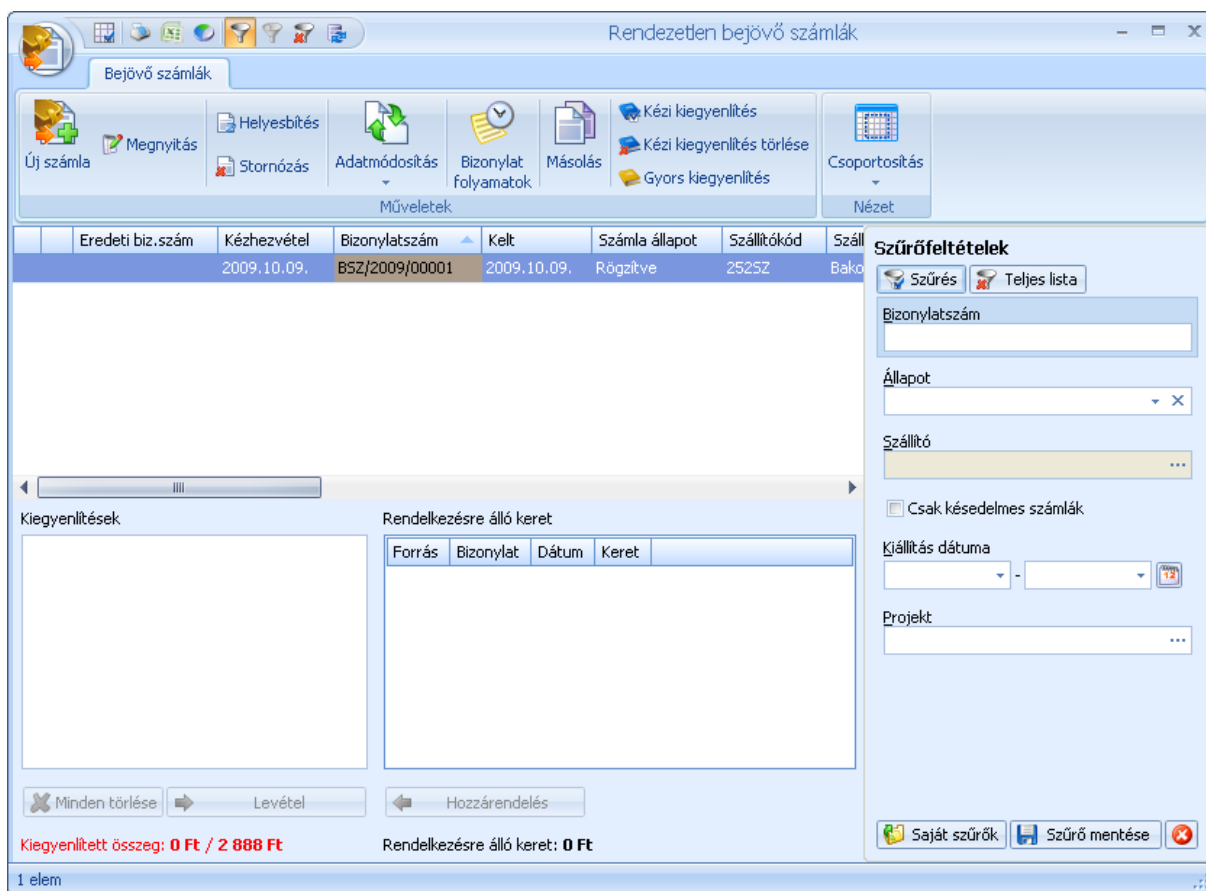 Rendezetlen bejövő számlák
Bejövő számlák
Új számla
Megnyitás
Helyesbítés
Stornózás
Adatmódosítás
Bizonylat
folyamatok
Másolás
Kézi kiegyenlítés
Kézi kiegyenlítés törlése
Gyors kiegyenlítés
Csoportosítás
Műveletek
Nézet
Eredeti biz.szám Kézhezvétel Bizonylatszám Kelt Számla állapot Szállítókód Száll
2009.10.09. BSZ/2009/00001 2009.10.09. Rögzítve 252SZ Bako
Szűrőfeltételek
Szűrés Teljes lista
Bizonylatszám
Állapot
Szállító
Csak késedelmes számlák
Kiállítás dátuma
-
12
Projekt
Kiegyenlítések
Rendelkezésre álló keret
Forrás Bizonylat Dátum Keret
Minden törlése Levétel Hozzárendelés
Kiegyenlített összeg: 0 Ft / 2 888 Ft
Rendelkezésre álló keret: 0 Ft
Saját szűrők Szűrő mentése
1 elem